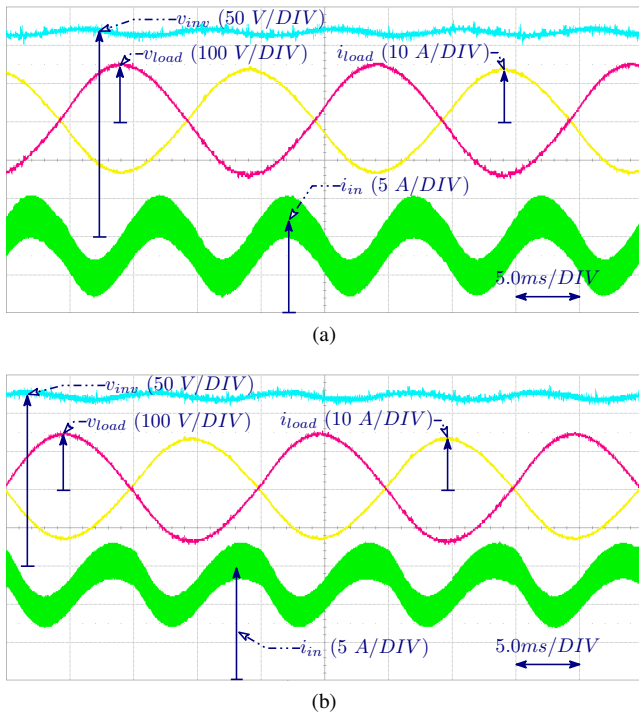 v_inv (50 V/DIV)
v_load (100 V/DIV)
i_load (10 A/DIV)
i_in (5 A/DIV)
5.0ms/DIV
(a)
v_inv (50 V/DIV)
v_load (100 V/DIV)
i_load (10 A/DIV)
i_in (5 A/DIV)
5.0ms/DIV
(b)